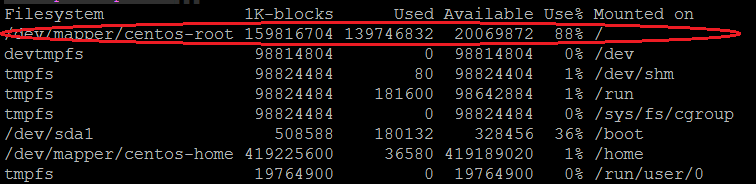 Filesystem 1K-blocks Used Available Use% Mounted on
/dev/mapper/centos-root 159816704 139746832 20069872 88% /
devtmpfs 98814804 0 98814804 0% /dev
tmpfs 98824484 80 98824404 1% /dev/shm
tmpfs 98824484 181600 98642884 1% /run
tmpfs 98824484 0 98824484 0% /sys/fs/cgroup
/dev/sda1 508588 180132 328456 36% /boot
/dev/mapper/centos-home 419225600 36580 419189020 1% /home
tmpfs 19764900 0 19764900 0% /run/user/0